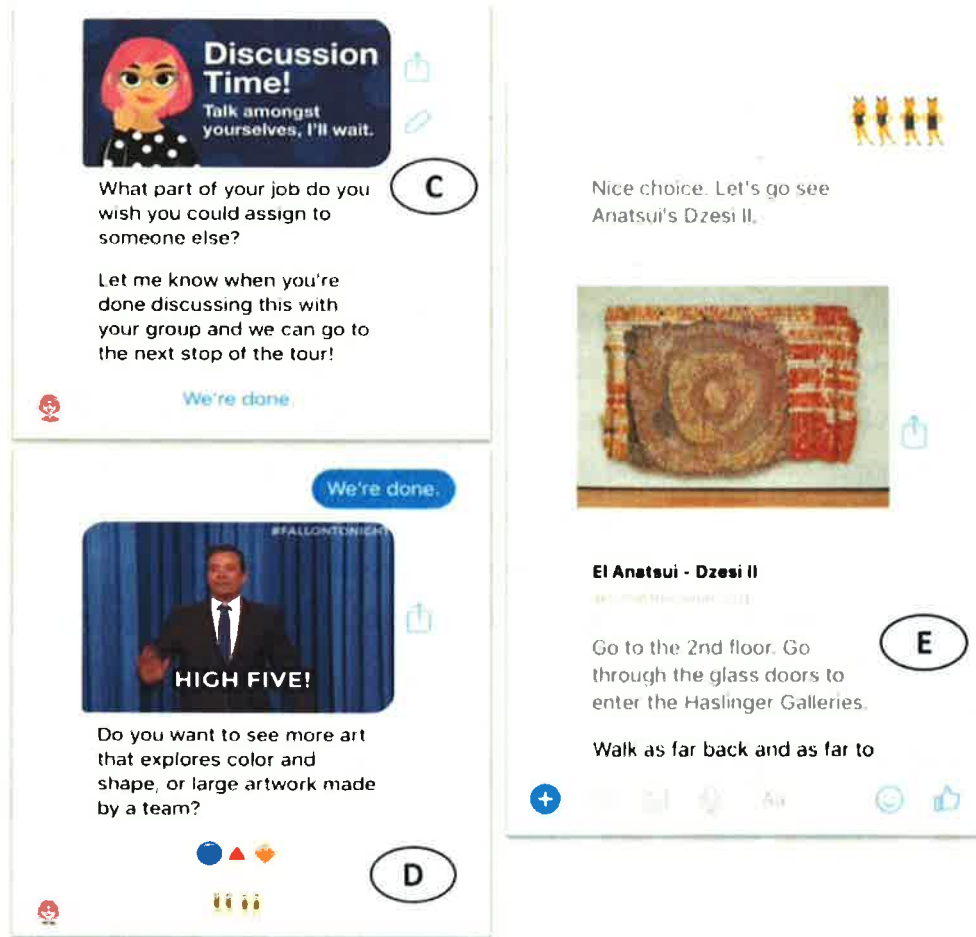 Discussion
Time!
Talk amongst
yourselves, I'll wait.
C
What part of your job do you
wish you could assign to
someone else?
Let me know when you're
done discussing this with
your group and we can go to
the next stop of the tour!
We're done.
We're done.
#FALLONTONIGHT
HIGH FIVE!
Do you want to see more art
that explores color and
shape, or large artwork made
by a team?
D
Nice choice. Let's go see
Anatsui's Dzesi II.
El Anatsui - Dzesi II
E
Go to the 2nd floor. Go
through the glass doors to
enter the Haslinger Galleries.
Walk as far back and as far to
Aa